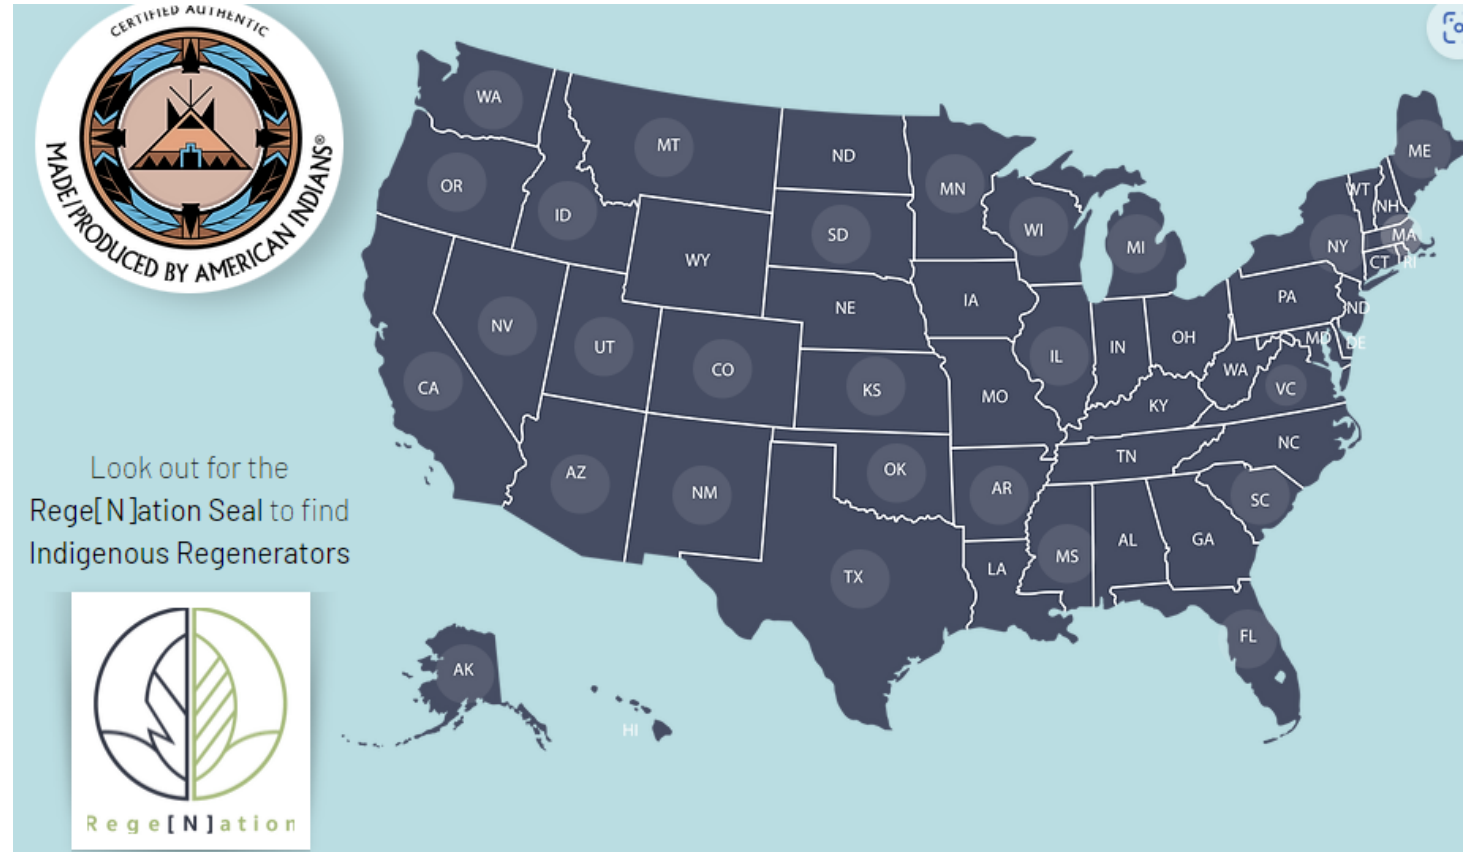 CERTIFIED AUTHENTIC
MADE/PRODUCED BY AMERICAN INDIANS®
Look out for the
Rege[N]ation Seal to find
Indigenous Regenerators
Rege[N]ation
WA
MT
ND
MN
ME
OR
ID
SD
WI
MI
VT
NH
NY
MA
WY
CT
RI
NE
IA
PA
ND
NV
UT
CO
IL
IN
OH
MD
DE
CA
KS
MO
WA
VC
KY
NC
AZ
NM
OK
AR
TN
SC
TX
LA
MS
AL
GA
FL
AK
HI